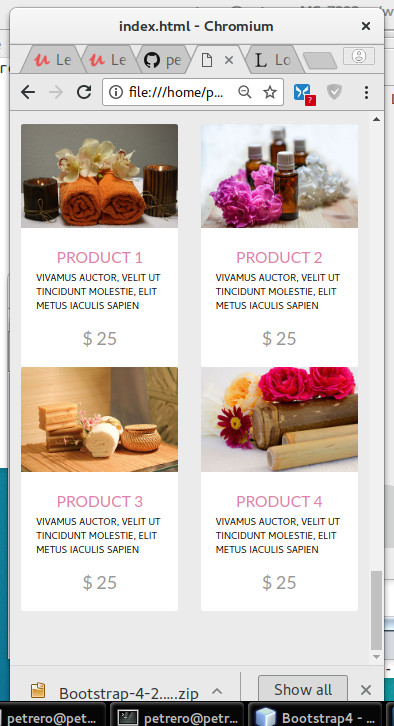 index.html - Chromium
Le
Le
pe
Lo
file:///home/p...
PRODUCT 1
VIVAMUS AUCTOR, VELIT UT
TINCIDUNT MOLESTIE, ELIT
METUS IACULIS SAPIEN
$ 25
PRODUCT 2
VIVAMUS AUCTOR, VELIT UT
TINCIDUNT MOLESTIE, ELIT
METUS IACULIS SAPIEN
$ 25
PRODUCT 3
VIVAMUS AUCTOR, VELIT UT
TINCIDUNT MOLESTIE, ELIT
METUS IACULIS SAPIEN
$ 25
PRODUCT 4
VIVAMUS AUCTOR, VELIT UT
TINCIDUNT MOLESTIE, ELIT
METUS IACULIS SAPIEN
$ 25
Bootstrap-4-2.....zip
Show all
petrero@pet...
petrero@petr...
Bootstrap4 - ...